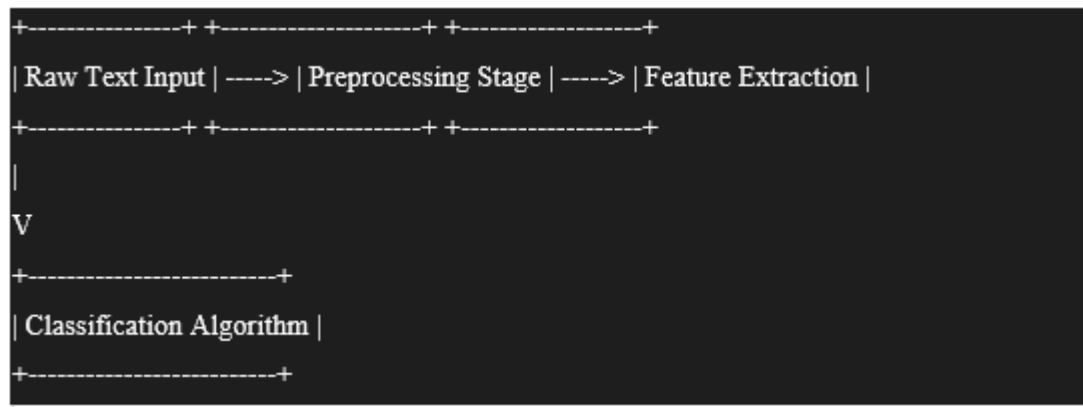 +----------------+ +---------------------+ +-------------------+
| Raw Text Input | -----> | Preprocessing Stage | -----> | Feature Extraction |
+----------------+ +---------------------+ +-------------------+
|
V
+--------------------------+
| Classification Algorithm |
+--------------------------+